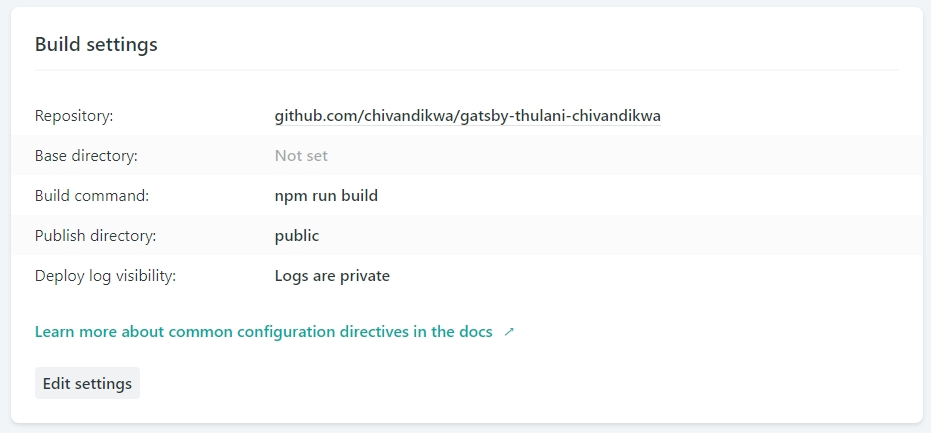 Build settings
Repository: github.com/chivandikwa/gatsby-thulani-chivandikwa
Base directory: Not set
Build command: npm run build
Publish directory: public
Deploy log visibility: Logs are private
Learn more about common configuration directives in the docs ↗
Edit settings